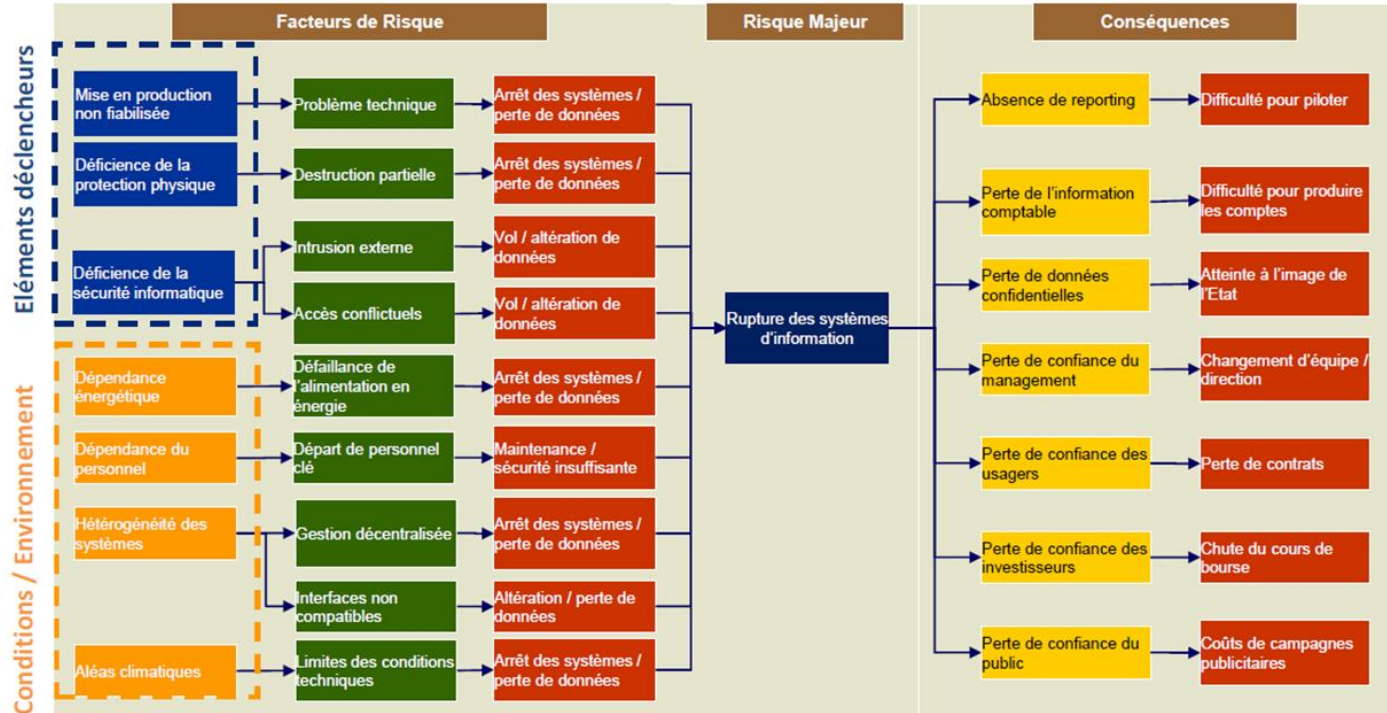 Facteurs de Risque
Risque Majeur
Conséquences
Eléments déclencheurs
Mise en production
non fiabilisée
Problème technique
Arrêt des systèmes /
perte de données
Déficience de la
protection physique
Destruction partielle
Arrêt des systèmes /
perte de données
Déficience de la
sécurité informatique
Intrusion externe
Vol / altération de
données
Accès conflictuels
Vol / altération de
données
Conditions / Environnement
Dépendance
énergétique
Défaillance de
l'alimentation en
énergie
Arrêt des systèmes /
perte de données
Dépendance du
personnel
Départ de personnel
clé
Maintenance /
sécurité insuffisante
Hétérogénéité des
systèmes
Gestion décentralisée
Arrêt des systèmes /
perte de données
Interfaces non
compatibles
Altération / perte de
données
Aléas climatiques
Limites des conditions
techniques
Arrêt des systèmes /
perte de données
Rupture des systèmes
d'information
Absence de reporting
Difficulté pour piloter
Perte de l'information
comptable
Difficulté pour produire
les comptes
Perte de données
confidentielles
Atteinte à l'image de
l'Etat
Perte de confiance du
management
Changement d'équipe /
direction
Perte de confiance des
usagers
Perte de contrats
Perte de confiance des
investisseurs
Chute du cours de
bourse
Perte de confiance du
public
Coûts de campagnes
publicitaires